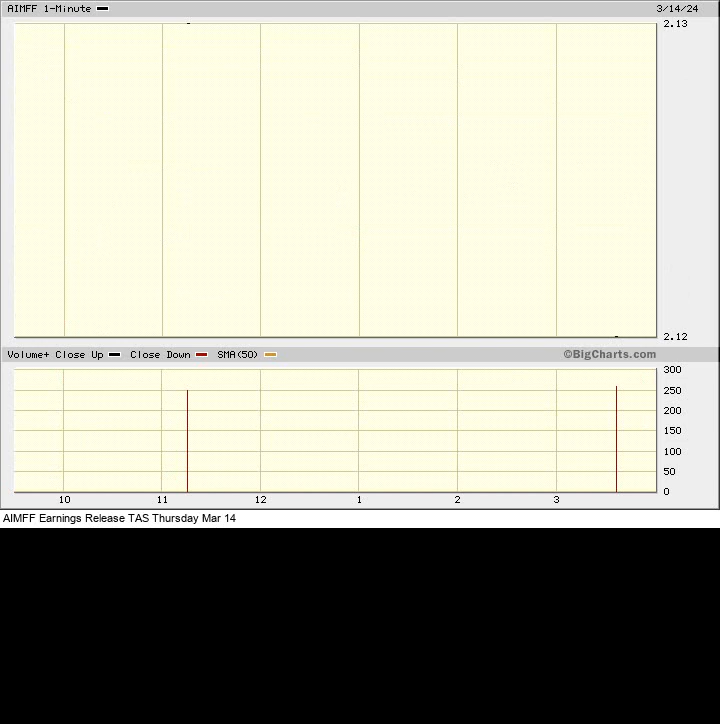 AIMFF 1-Minute 3/14/24
2.13
2.12
Volume+ Close Up Close Down SMA(50) ©BigCharts.com
300
250
200
150
100
50
0
10 11 12 1 2 3
AIMFF Earnings Release TAS Thursday Mar 14